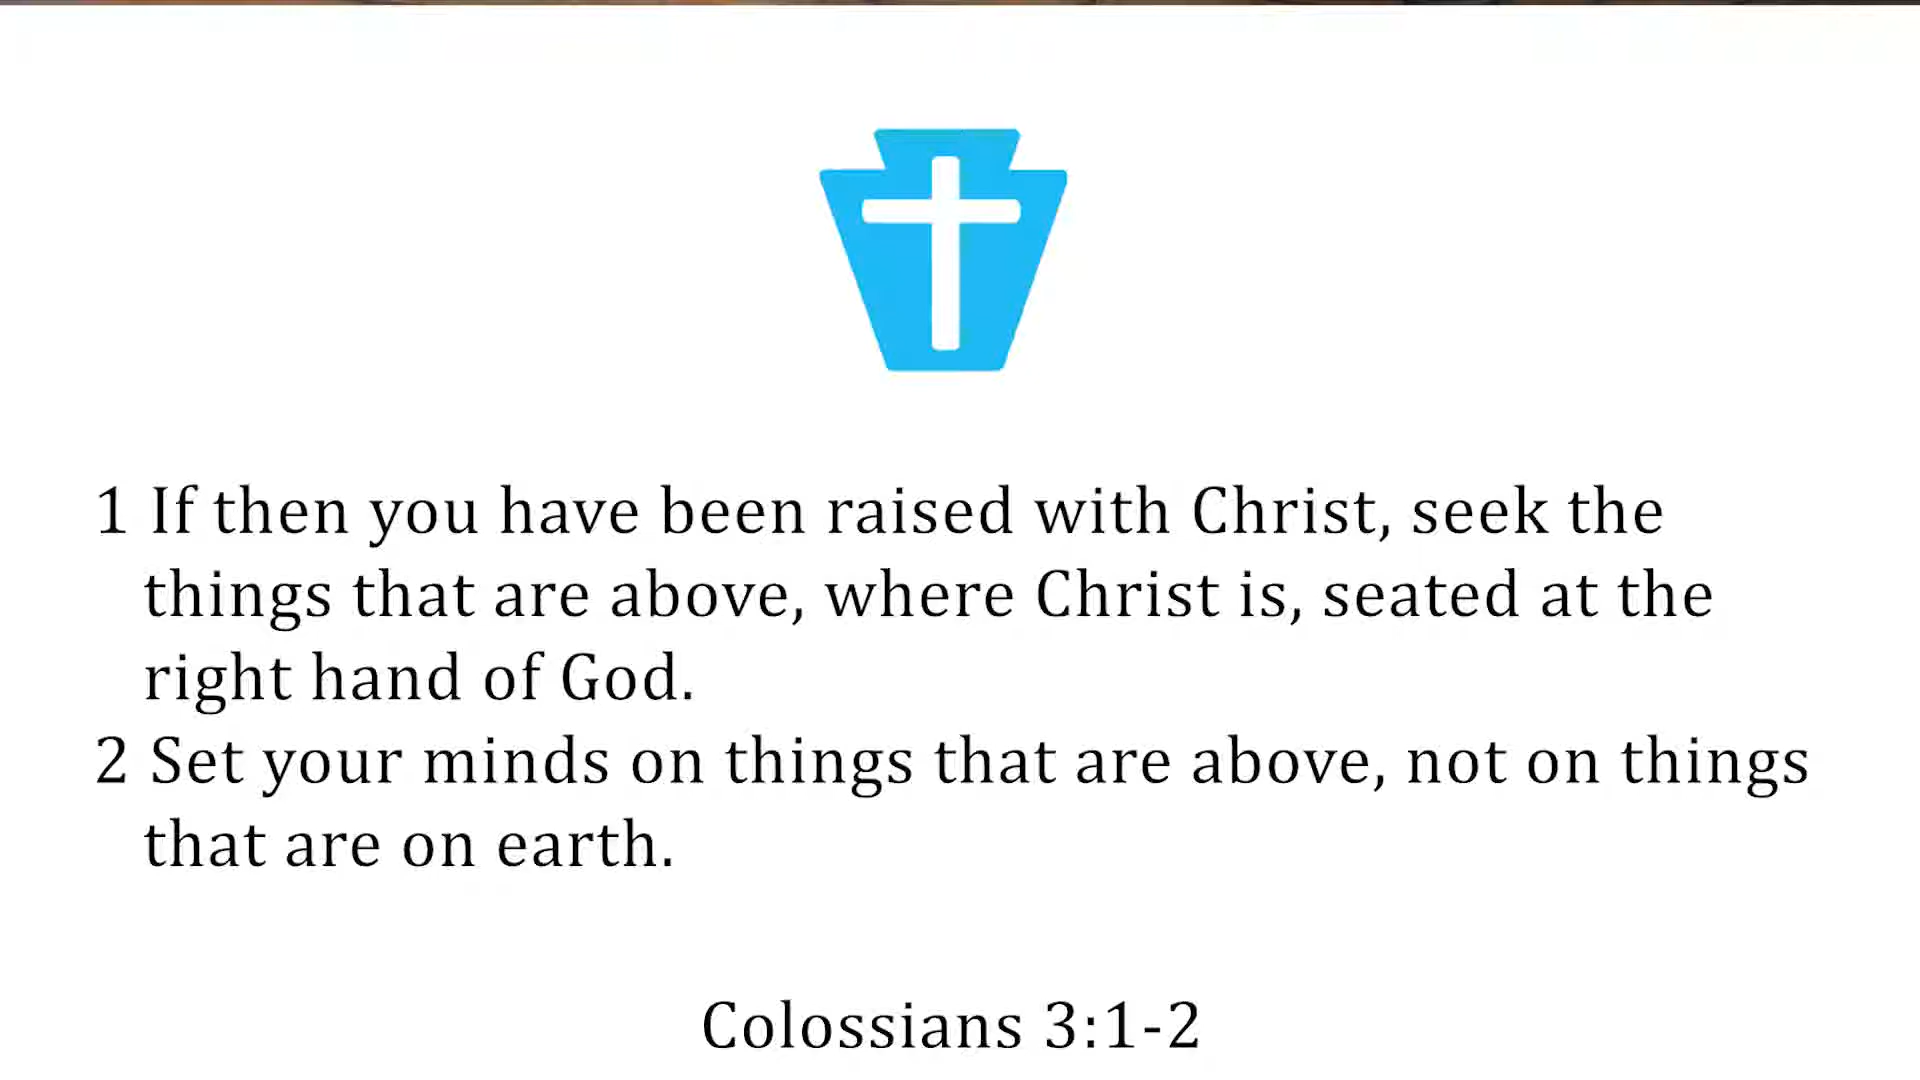 1 If then you have been raised with Christ, seek the
things that are above, where Christ is, seated at the
right hand of God.
2 Set your minds on things that are above, not on things
that are on earth.
Colossians 3:1-2